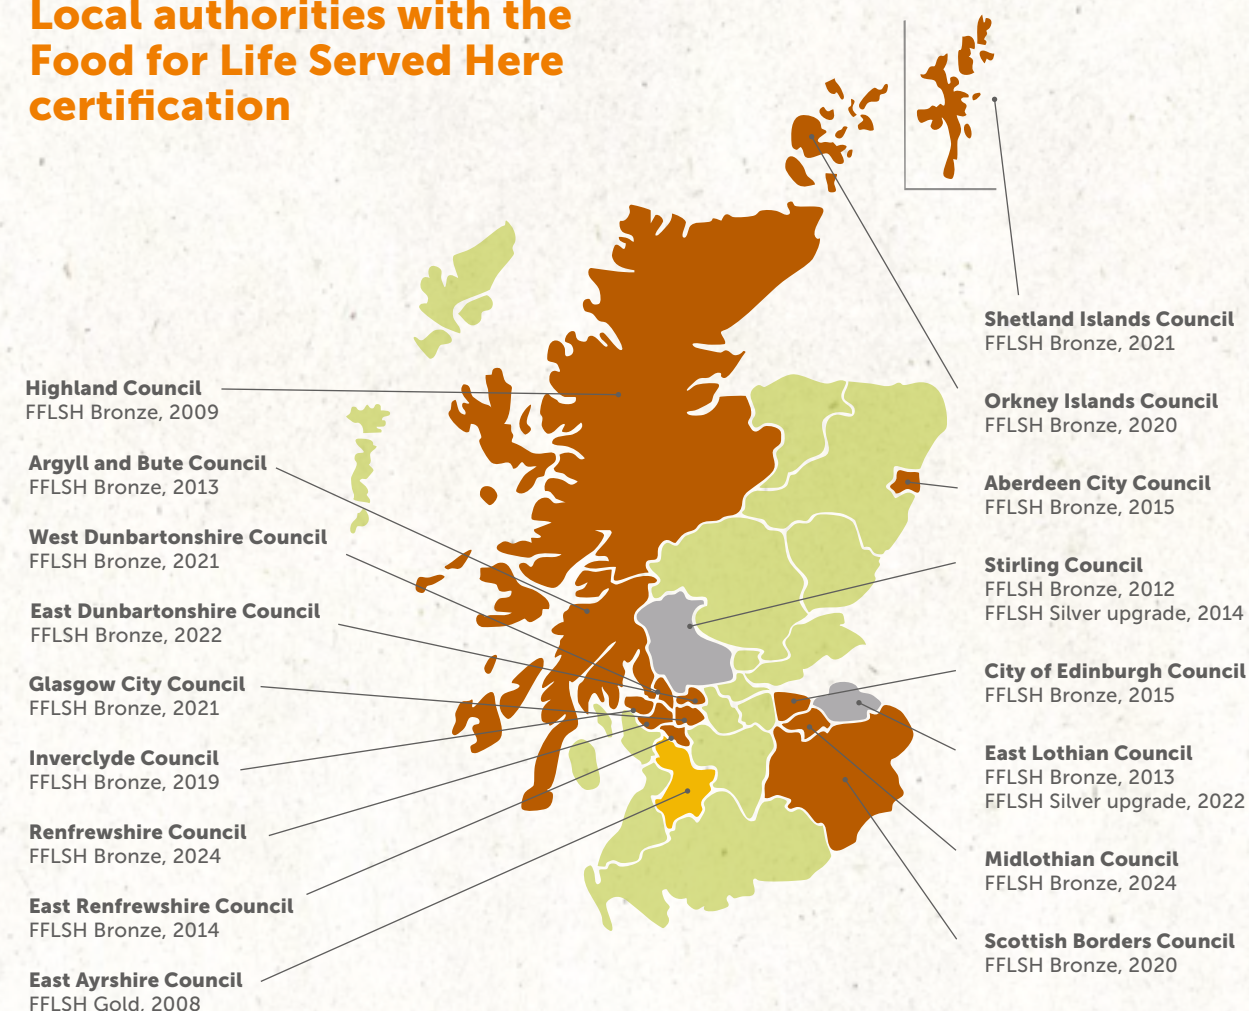 Local authorities with the
Food for Life Served Here
certification
Highland Council
FFLSH Bronze, 2009
Argyll and Bute Council
FFLSH Bronze, 2013
West Dunbartonshire Council
FFLSH Bronze, 2021
East Dunbartonshire Council
FFLSH Bronze, 2022
Glasgow City Council
FFLSH Bronze, 2021
Inverclyde Council
FFLSH Bronze, 2019
Renfrewshire Council
FFLSH Bronze, 2024
East Renfrewshire Council
FFLSH Bronze, 2014
East Ayrshire Council
FFLSH Gold, 2008
Shetland Islands Council
FFLSH Bronze, 2021
Orkney Islands Council
FFLSH Bronze, 2020
Aberdeen City Council
FFLSH Bronze, 2015
Stirling Council
FFLSH Bronze, 2012
FFLSH Silver upgrade, 2014
City of Edinburgh Council
FFLSH Bronze, 2015
East Lothian Council
FFLSH Bronze, 2013
FFLSH Silver upgrade, 2022
Midlothian Council
FFLSH Bronze, 2024
Scottish Borders Council
FFLSH Bronze, 2020